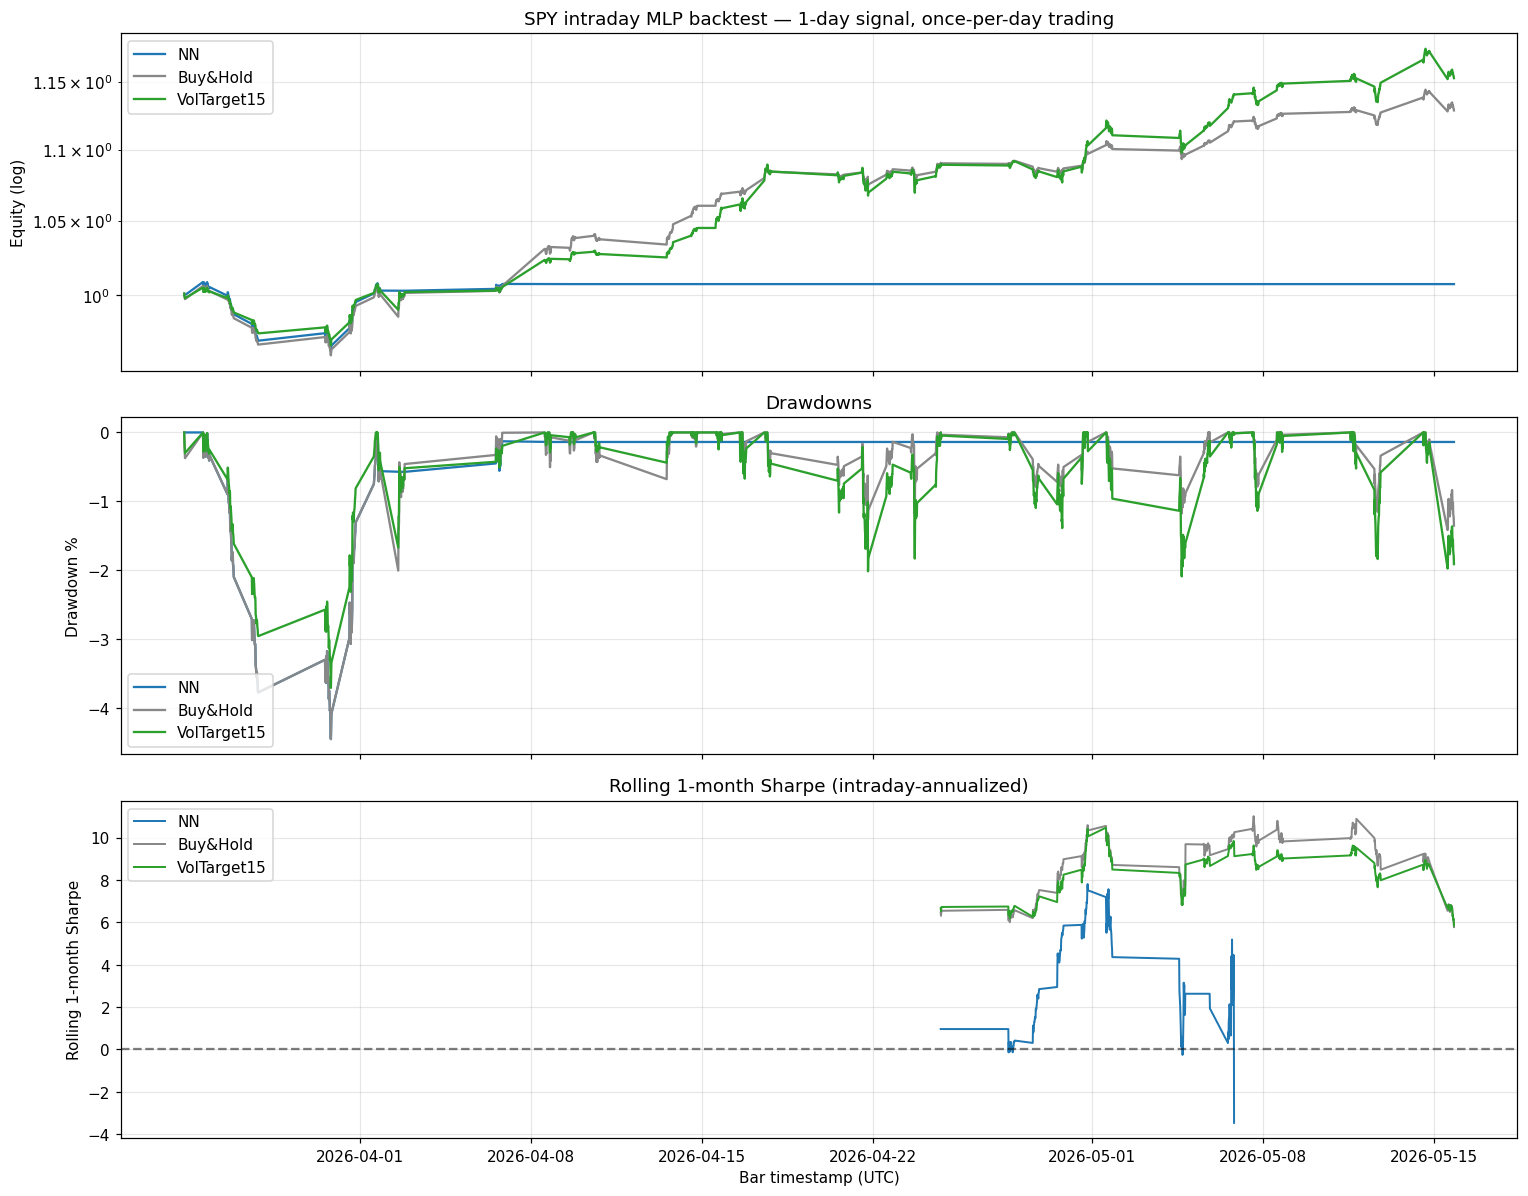 SPY intraday MLP backtest — 1-day signal, once-per-day trading
NN
Buy&Hold
VolTarget15
1.15 × 10⁰
1.1 × 10⁰
1.05 × 10⁰
10⁰
Equity (log)
Drawdowns
0
−1
−2
−3
−4
Drawdown %
NN
Buy&Hold
VolTarget15
Rolling 1-month Sharpe (intraday-annualized)
NN
Buy&Hold
VolTarget15
10
8
6
4
2
0
−2
−4
Rolling 1-month Sharpe
2026-04-01
2026-04-08
2026-04-15
2026-04-22
2026-05-01
2026-05-08
2026-05-15
Bar timestamp (UTC)